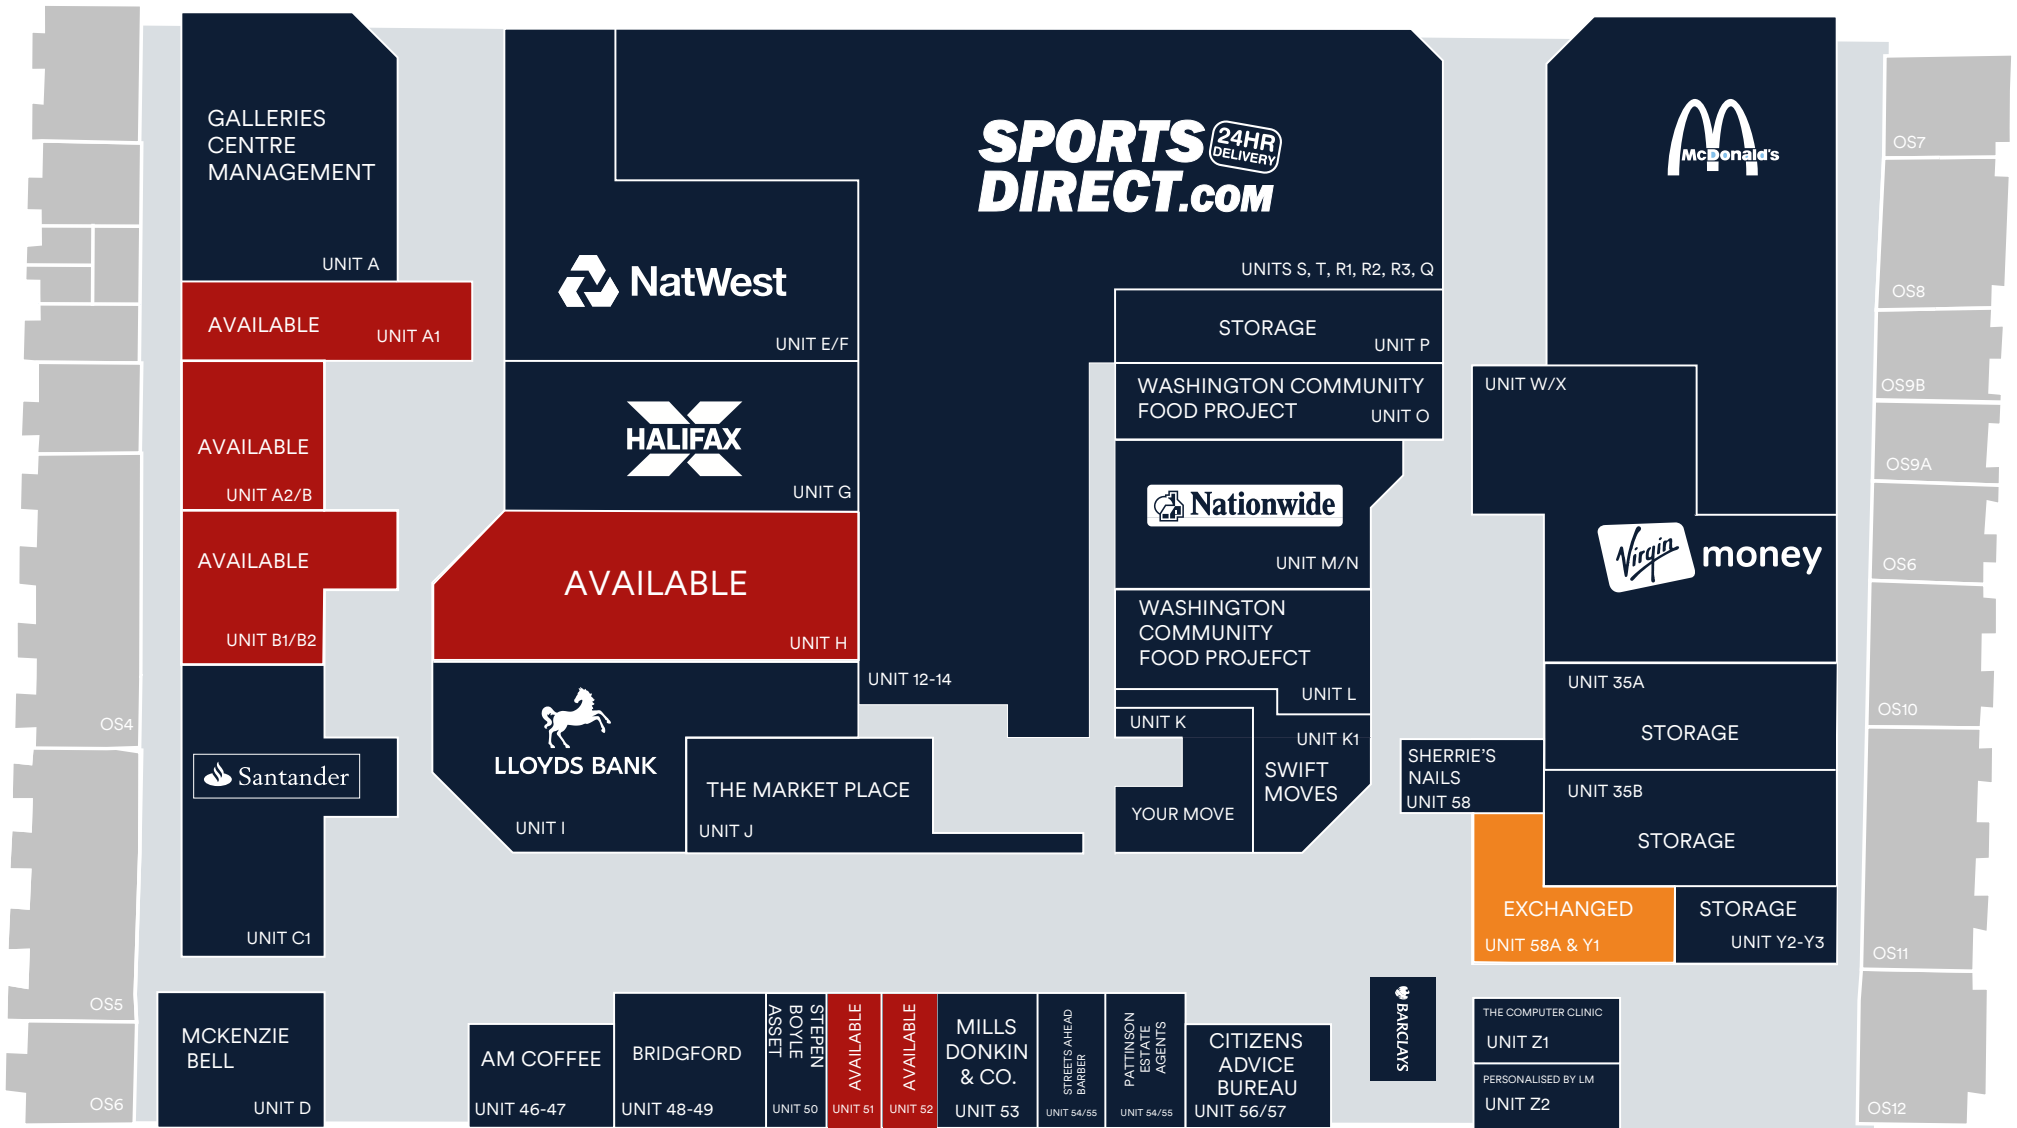 GALLERIES
CENTRE
MANAGEMENT
UNIT A
AVAILABLE
UNIT A1
AVAILABLE
UNIT A2/B
AVAILABLE
UNIT B1/B2
Santander
UNIT C1
MCKENZIE
BELL
UNIT D
NatWest
UNIT E/F
HALIFAX
UNIT G
AVAILABLE
UNIT H
LLOYDS BANK
UNIT I
THE MARKET PLACE
UNIT J
SPORTS
DIRECT.COM
24HR
DELIVERY
UNITS S, T, R1, R2, R3, Q
UNIT 12-14
STORAGE
UNIT P
WASHINGTON COMMUNITY
FOOD PROJECT
UNIT O
Nationwide
UNIT M/N
WASHINGTON
COMMUNITY
FOOD PROJEFCT
UNIT L
UNIT K
YOUR MOVE
UNIT K1
SWIFT
MOVES
McDonald's
UNIT W/X
Virgin money
UNIT 35A
STORAGE
UNIT 35B
STORAGE
SHERRIE'S
NAILS
UNIT 58
EXCHANGED
UNIT 58A & Y1
STORAGE
UNIT Y2-Y3
AM COFFEE
UNIT 46-47
BRIDGFORD
UNIT 48-49
STEPEN
BOYLE
ASSET
UNIT 50
AVAILABLE
UNIT 51
AVAILABLE
UNIT 52
MILLS
DONKIN
& CO.
UNIT 53
STREETS AHEAD
BARBER
UNIT 54/55
PATTINSON
ESTATE
AGENTS
UNIT 54/55
CITIZENS
ADVICE
BUREAU
UNIT 56/57
BARCLAYS
THE COMPUTER CLINIC
UNIT Z1
PERSONALISED BY LM
UNIT Z2
OS4
OS5
OS6
OS7
OS8
OS9B
OS9A
OS6
OS10
OS11
OS12